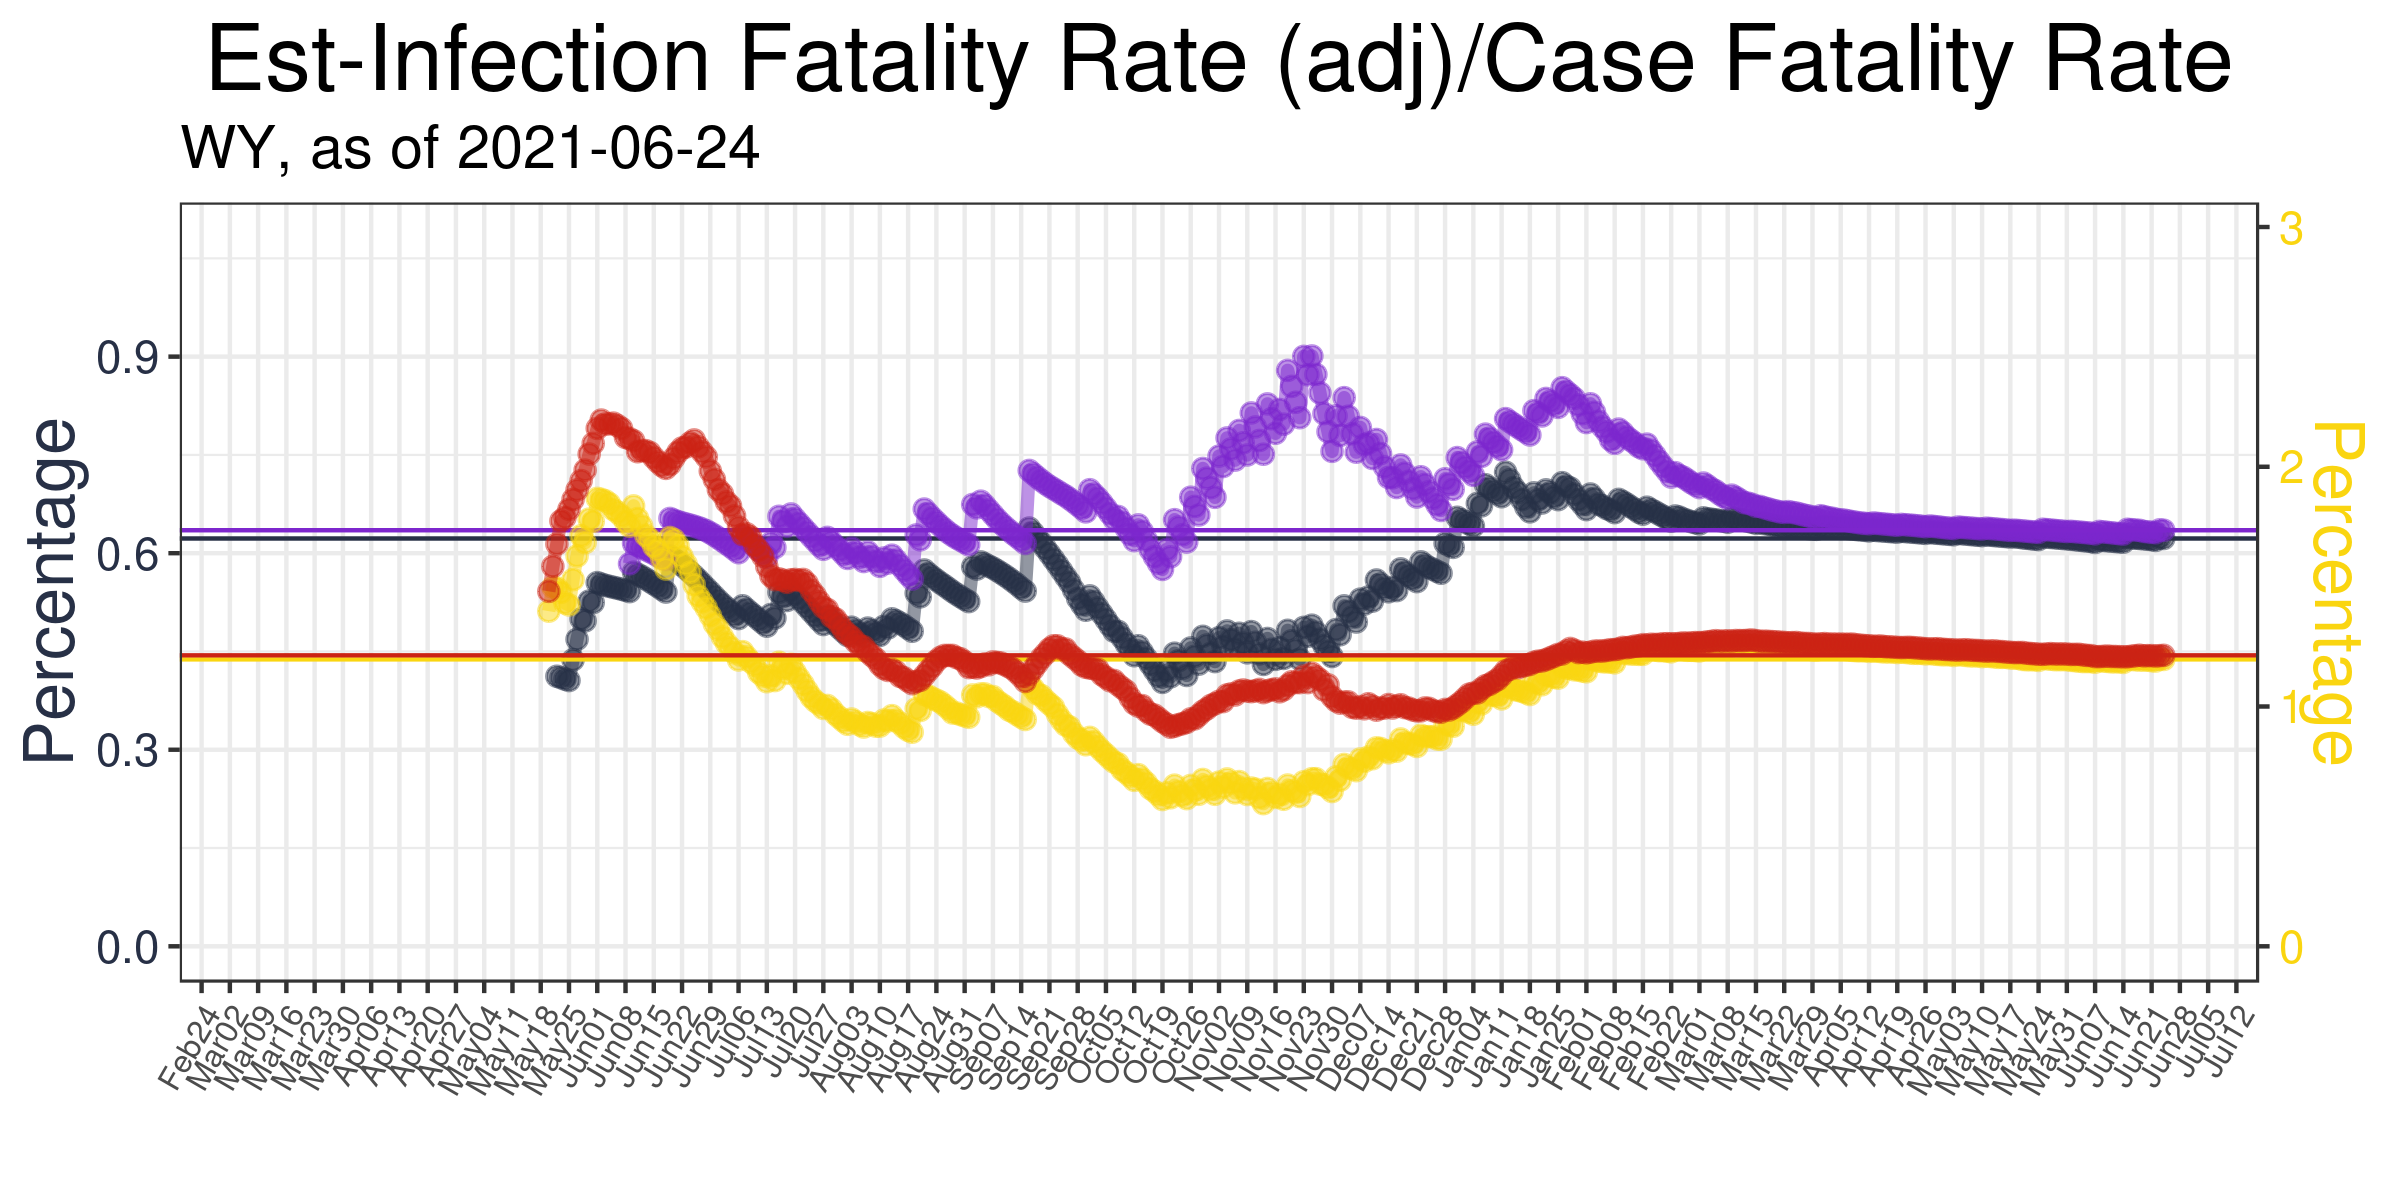 Est-Infection Fatality Rate (adj)/Case Fatality Rate
WY, as of 2021-06-24
Percentage
0.9
0.6
0.3
0.0
3
2
1
0
Percentage
Feb24
Mar02
Mar09
Mar16
Mar23
Mar30
Apr06
Apr13
Apr20
Apr27
May04
May11
May18
May25
Jun01
Jun08
Jun15
Jun22
Jun29
Jul06
Jul13
Jul20
Jul27
Aug03
Aug10
Aug17
Aug24
Aug31
Sep07
Sep14
Sep21
Sep28
Oct05
Oct12
Oct19
Oct26
Nov02
Nov09
Nov16
Nov23
Nov30
Dec07
Dec14
Dec21
Dec28
Jan04
Jan11
Jan18
Jan25
Feb01
Feb08
Feb15
Feb22
Mar01
Mar08
Mar15
Mar22
Mar29
Apr05
Apr12
Apr19
Apr26
May03
May10
May17
May24
May31
Jun07
Jun14
Jun21
Jun28
Jul05
Jul12